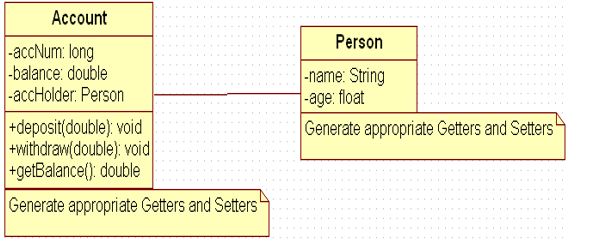 Account
-accNum: long
-balance: double
-accHolder: Person
+deposit(double): void
+withdraw(double): void
+getBalance(): double
Generate appropriate Getters and Setters
Person
-name: String
-age: float
Generate appropriate Getters and Setters